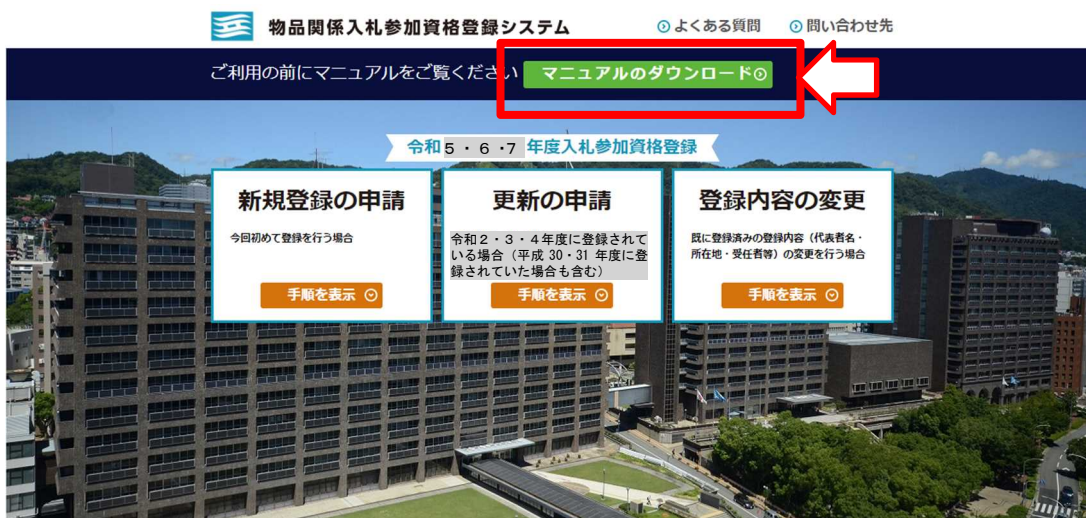 物品関係入札参加資格登録システム
よくある質問
問い合わせ先
ご利用の前にマニュアルをご覧ください
マニュアルのダウンロード
令和5・6・7年度入札参加資格登録
新規登録の申請
今回初めて登録を行う場合
手順を表示
更新の申請
令和2・3・4年度に登録されて
いる場合(平成30・31年度に登
録されていた場合も含む)
手順を表示
登録内容の変更
既に登録済みの登録内容(代表者名・
所在地・受任者等)の変更を行う場合
手順を表示